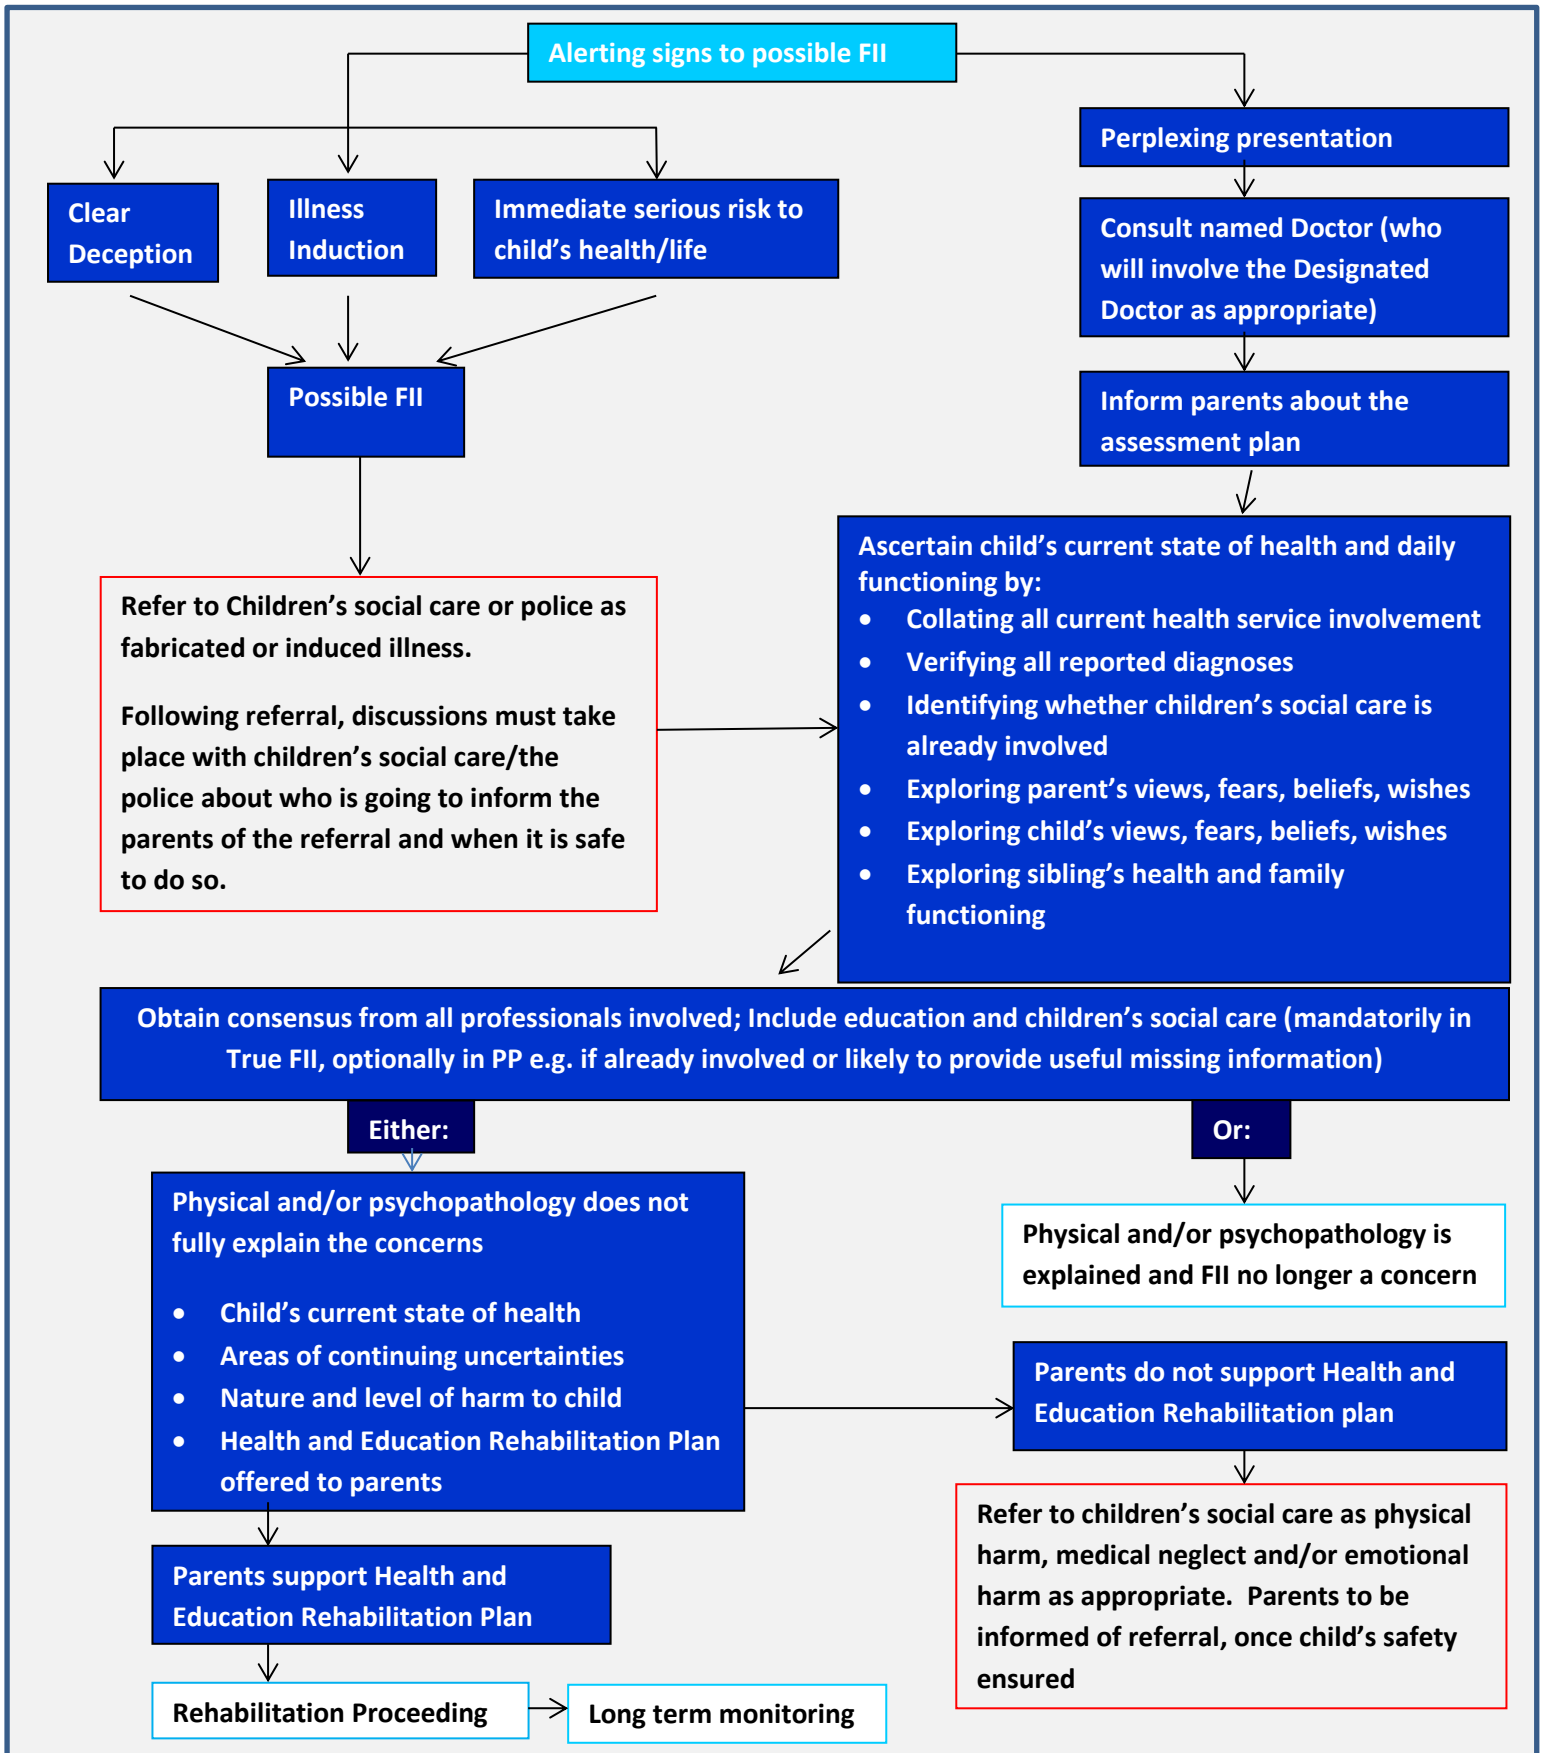 Alerting signs to possible FII
Clear
Deception
Illness
Induction
Immediate serious risk to
child’s health/life
Possible FII
Refer to Children’s social care or police as
fabricated or induced illness.
Following referral, discussions must take
place with children’s social care/the
police about who is going to inform the
parents of the referral and when it is safe
to do so.
Perplexing presentation
Consult named Doctor (who
will involve the Designated
Doctor as appropriate)
Inform parents about the
assessment plan
Ascertain child’s current state of health and daily
functioning by:
• Collating all current health service involvement
• Verifying all reported diagnoses
• Identifying whether children’s social care is
already involved
• Exploring parent’s views, fears, beliefs, wishes
• Exploring child’s views, fears, beliefs, wishes
• Exploring sibling’s health and family
functioning
Obtain consensus from all professionals involved; Include education and children’s social care (mandatorily in
True FII, optionally in PP e.g. if already involved or likely to provide useful missing information)
Either:
Physical and/or psychopathology does not
fully explain the concerns
• Child’s current state of health
• Areas of continuing uncertainties
• Nature and level of harm to child
• Health and Education Rehabilitation Plan
offered to parents
Parents support Health and
Education Rehabilitation Plan
Rehabilitation Proceeding
Long term monitoring
Or:
Physical and/or psychopathology is
explained and FII no longer a concern
Parents do not support Health and
Education Rehabilitation plan
Refer to children’s social care as physical
harm, medical neglect and/or emotional
harm as appropriate.  Parents to be
informed of referral, once child’s safety
ensured